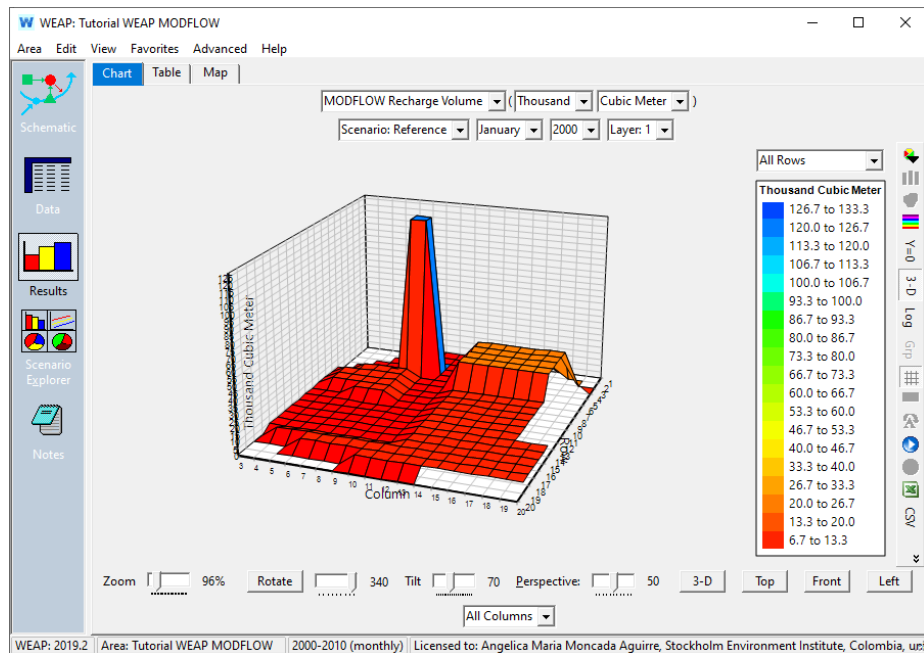 WEAP: Tutorial WEAP MODFLOW
Area Edit View Favorites Advanced Help
Chart Table Map
MODFLOW Recharge Volume ( Thousand Cubic Meter )
Scenario: Reference January 2000 Layer: 1
Schematic
Data
Results
Scenario
Explorer
Notes
All Rows
Thousand Cubic Meter
126.7 to 133.3
120.0 to 126.7
113.3 to 120.0
106.7 to 113.3
100.0 to 106.7
93.3 to 100.0
86.7 to 93.3
80.0 to 86.7
73.3 to 80.0
66.7 to 73.3
60.0 to 66.7
53.3 to 60.0
46.7 to 53.3
40.0 to 46.7
33.3 to 40.0
26.7 to 33.3
20.0 to 26.7
13.3 to 20.0
6.7 to 13.3
Y=0
3-D
Log
Grp
CSV
Thousand Cubic Meter
3 4 5 6 7 8 9 10 11 12 13 14 15 16 17 18 19 20
Column
Zoom 96% Rotate 340 Tilt 70 Perspective: 50 3-D Top Front Left
All Columns
WEAP: 2019.2 Area: Tutorial WEAP MODFLOW 2000-2010 (monthly) Licensed to: Angelica Maria Moncada Aguirre, Stockholm Environment Institute, Colombia,